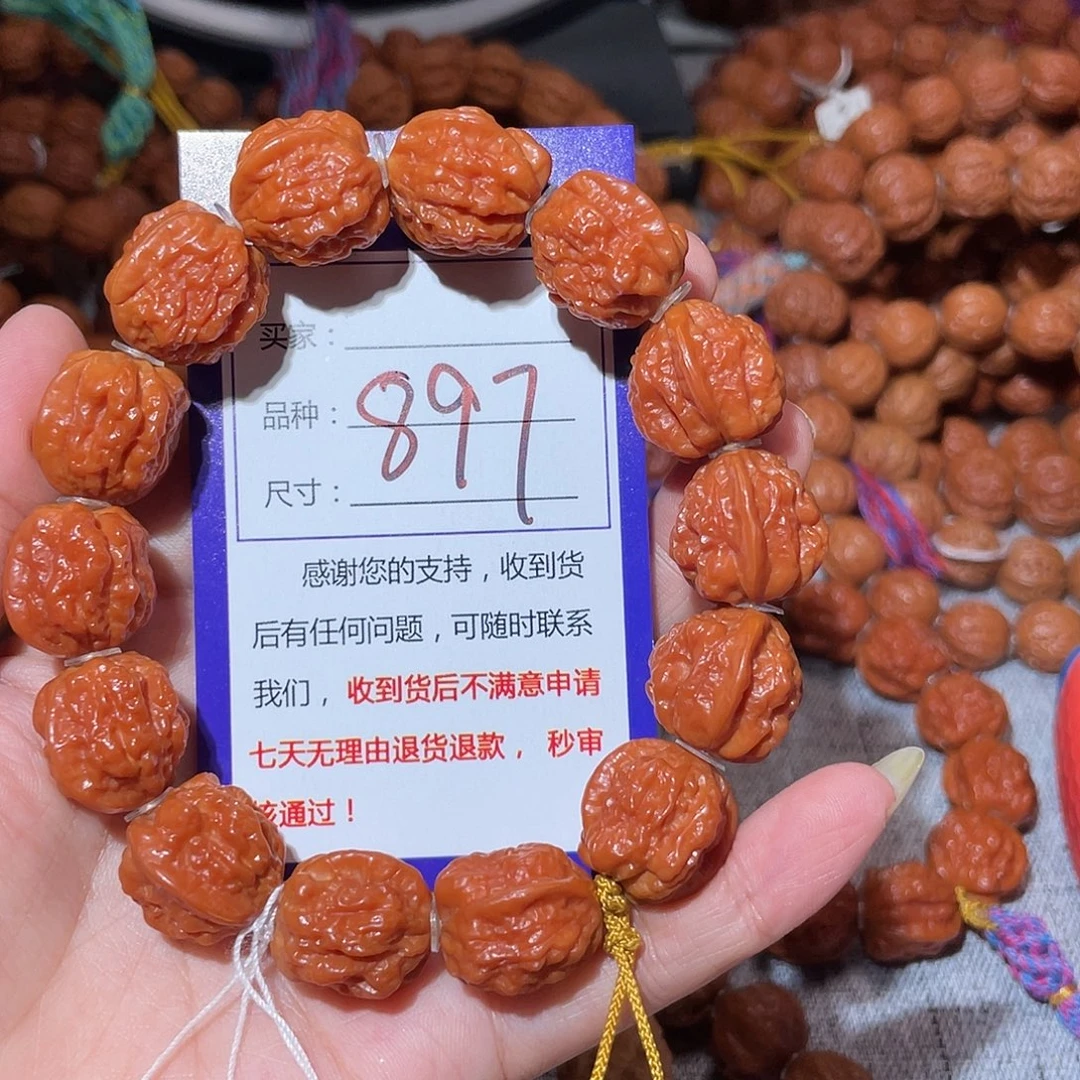 买家：
品种：
897
尺寸：
感谢您的支持，收到货
后有任何问题，可随时联系
我们，收到货后不满意申请
七天无理由退货退款，秒审
核通过！